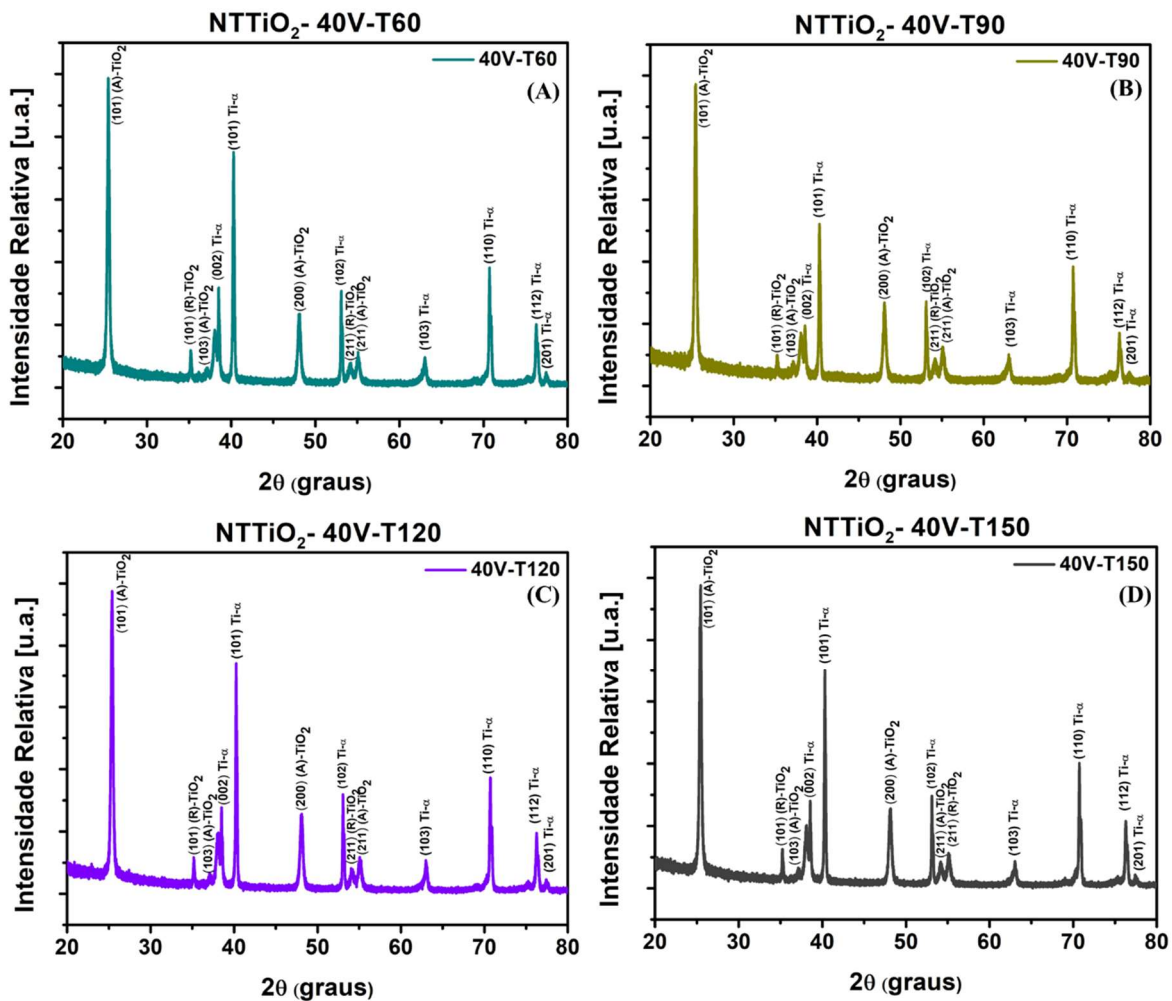 NTTiO₂- 40V-T60
40V-T60
(A)
Intensidade Relativa [u.a.]
(101) (A)-TiO₂
(101) (R)-TiO₂
(103) (A)-TiO₂
(002) Ti-α
(101) Ti-α
(200) (A)-TiO₂
(102) Ti-α
(211) (R)-TiO₂
(211) (A)-TiO₂
(103) Ti-α
(110) Ti-α
(112) Ti-α
(201) Ti-α
20 30 40 50 60 70 80
2θ (graus)
NTTiO₂- 40V-T90
40V-T90
(B)
Intensidade Relativa [u.a.]
(101) (A)-TiO₂
(101) (R)-TiO₂
(103) (A)-TiO₂
(002) Ti-α
(101) Ti-α
(200) (A)-TiO₂
(102) Ti-α
(211) (R)-TiO₂
(211) (A)-TiO₂
(103) Ti-α
(110) Ti-α
(112) Ti-α
(201) Ti-α
20 30 40 50 60 70 80
2θ (graus)
NTTiO₂- 40V-T120
40V-T120
(C)
Intensidade Relativa [u.a.]
(101) (A)-TiO₂
(101) (R)-TiO₂
(103) (A)-TiO₂
(002) Ti-α
(101) Ti-α
(200) (A)-TiO₂
(102) Ti-α
(211) (R)-TiO₂
(211) (A)-TiO₂
(103) Ti-α
(110) Ti-α
(112) Ti-α
(201) Ti-α
20 30 40 50 60 70 80
2θ (graus)
NTTiO₂- 40V-T150
40V-T150
(D)
Intensidade Relativa [u.a.]
(101) (A)-TiO₂
(101) (R)-TiO₂
(103) (A)-TiO₂
(002) Ti-α
(101) Ti-α
(200) (A)-TiO₂
(102) Ti-α
(211) (A)-TiO₂
(211) (R)-TiO₂
(103) Ti-α
(110) Ti-α
(112) Ti-α
(201) Ti-α
20 30 40 50 60 70 80
2θ (graus)